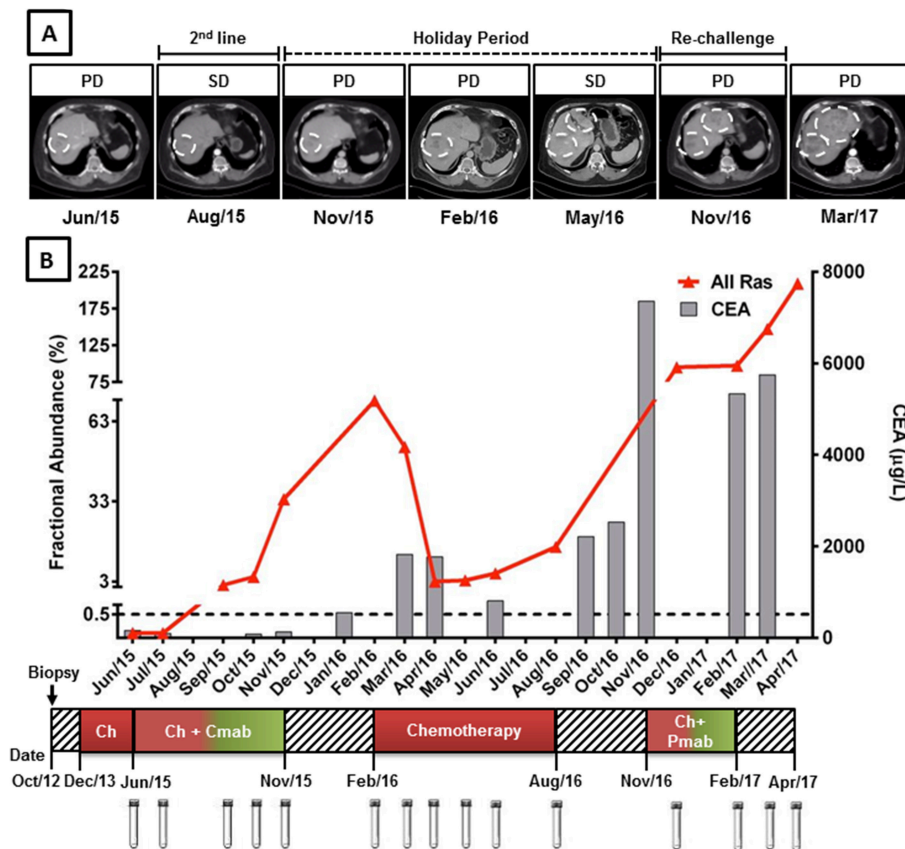 A
2nd line
Holiday Period
Re-challenge
PD SD PD PD SD PD PD
Jun/15 Aug/15 Nov/15 Feb/16 May/16 Nov/16 Mar/17
B
Fractional Abundance (%)
225
175
125
75
63
33
3
0.5
All Ras
CEA
8000
6000
4000
2000
0
CEA (µg/L)
Jun/15 Jul/15 Aug/15 Sep/15 Oct/15 Nov/15 Dec/15 Jan/16 Feb/16 Mar/16 Apr/16 May/16 Jun/16 Jul/16 Aug/16 Sep/16 Oct/16 Nov/16 Dec/16 Jan/17 Feb/17 Mar/17 Apr/17
Biopsy
Ch
Ch + Cmab
Chemotherapy
Ch+
Pmab
Date
Oct/12 Dec/13 Jun/15 Nov/15 Feb/16 Aug/16 Nov/16 Feb/17 Apr/17